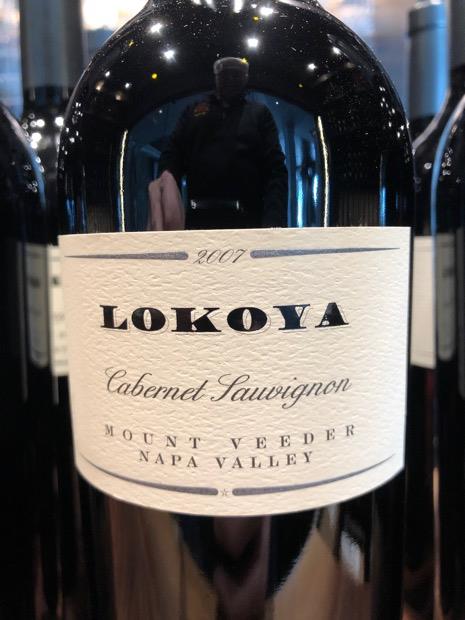 2007
LOKOYA
Cabernet Sauvignon
MOUNT VEEDER
NAPA VALLEY